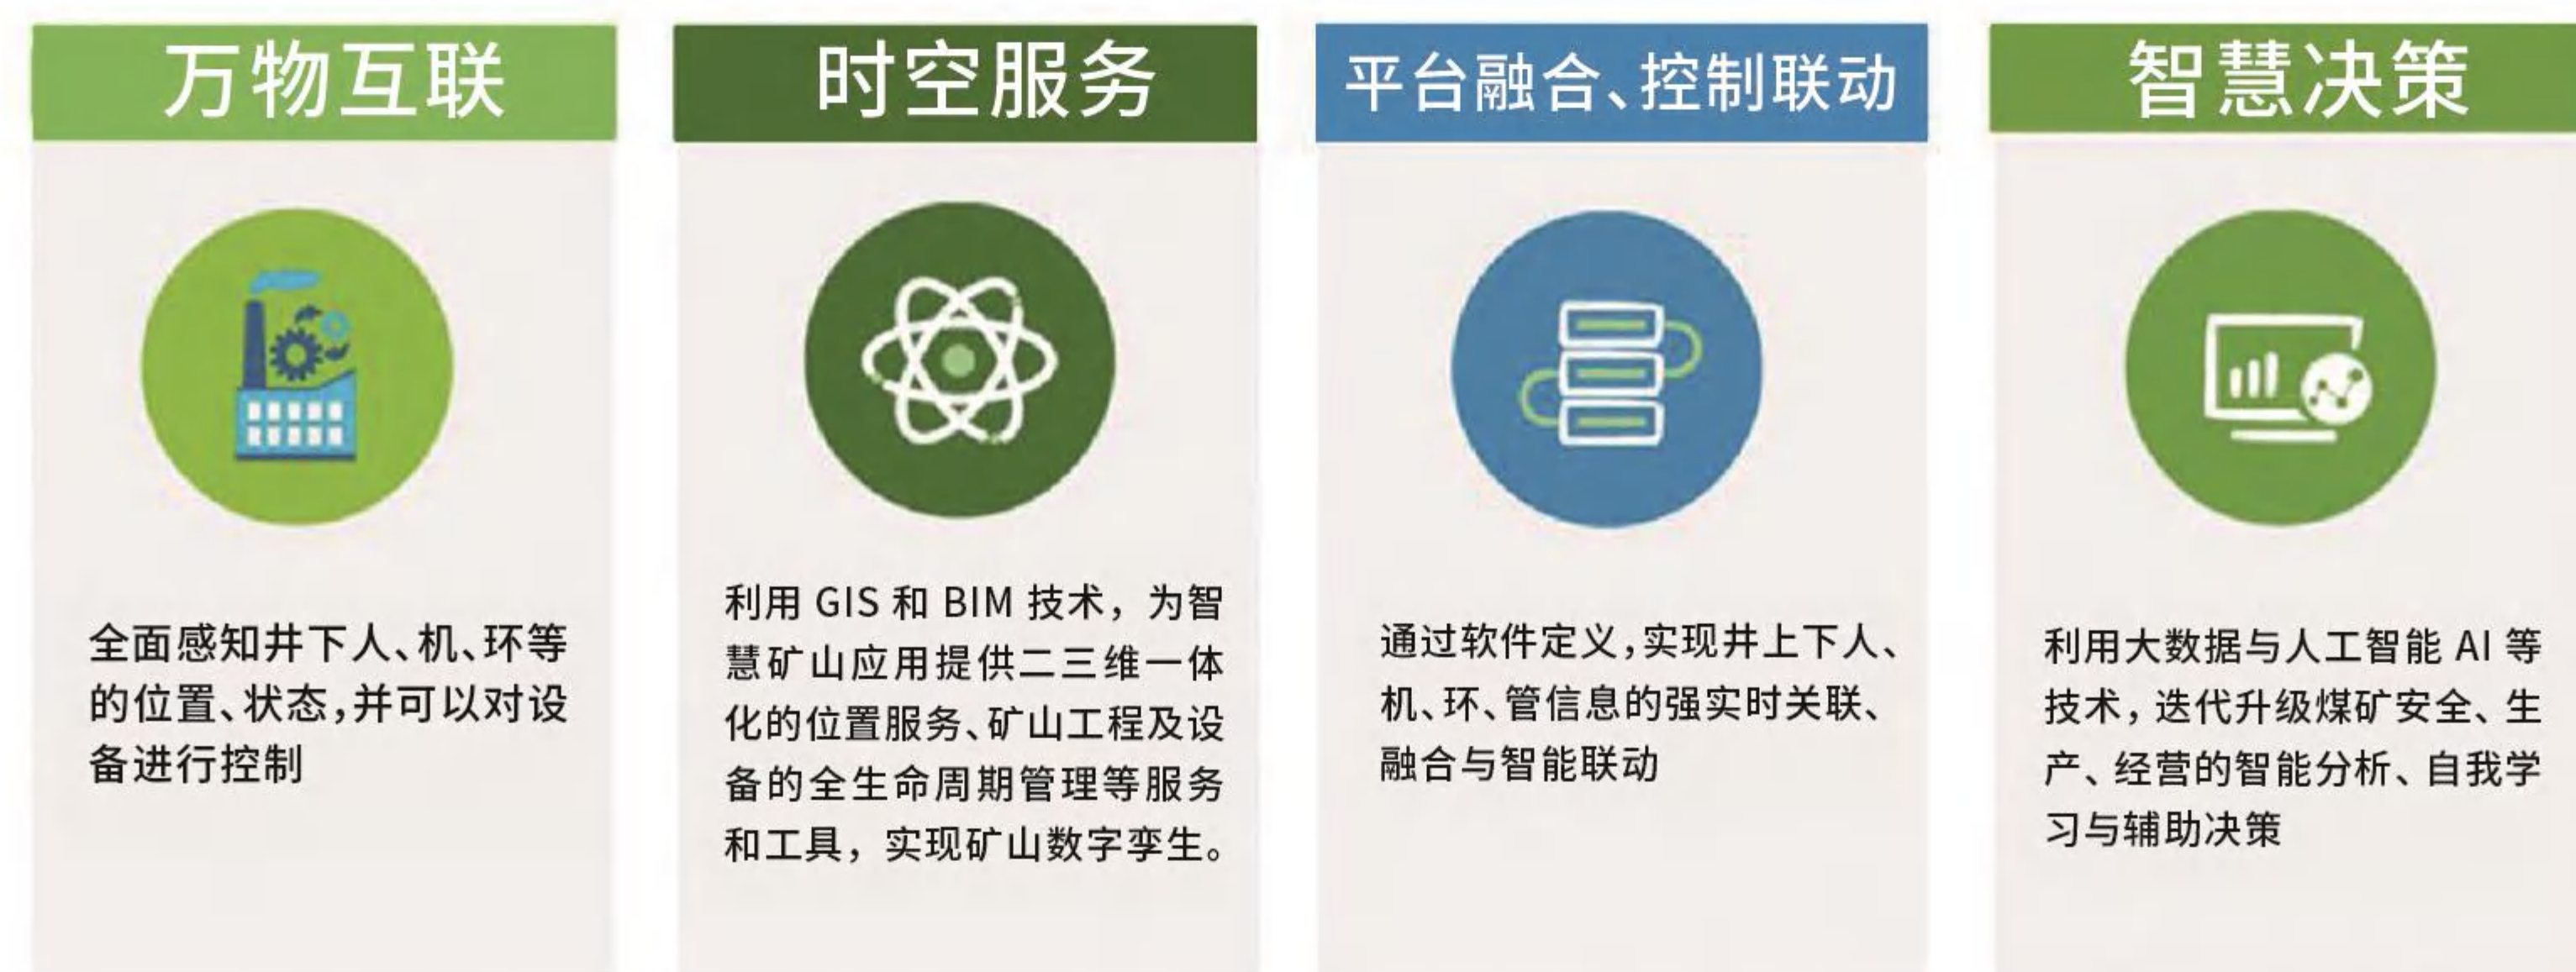 万物互联
全面感知井下人、机、环等
的位置、状态,并可以对设
备进行控制
时空服务
利用 GIS 和 BIM 技术，为智
慧矿山应用提供二三维一体
化的位置服务、矿山工程及设
备的全生命周期管理等服务
和工具，实现矿山数字孪生。
平台融合、控制联动
通过软件定义,实现井上下人、
机、环、管信息的强实时关联、
融合与智能联动
智慧决策
利用大数据与人工智能 AI 等
技术，迭代升级煤矿安全、生
产、经营的智能分析、自我学
习与辅助决策